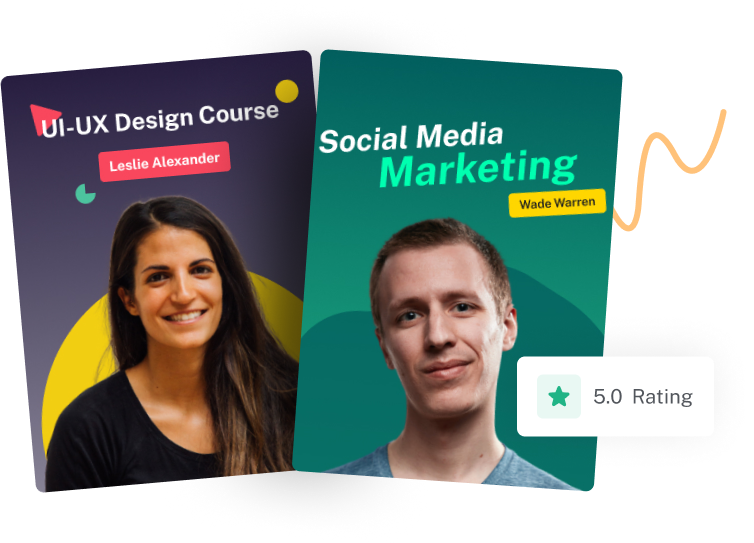 UI-UX Design Course
Leslie Alexander
Social Media
Marketing
Wade Warren
5.0 Rating